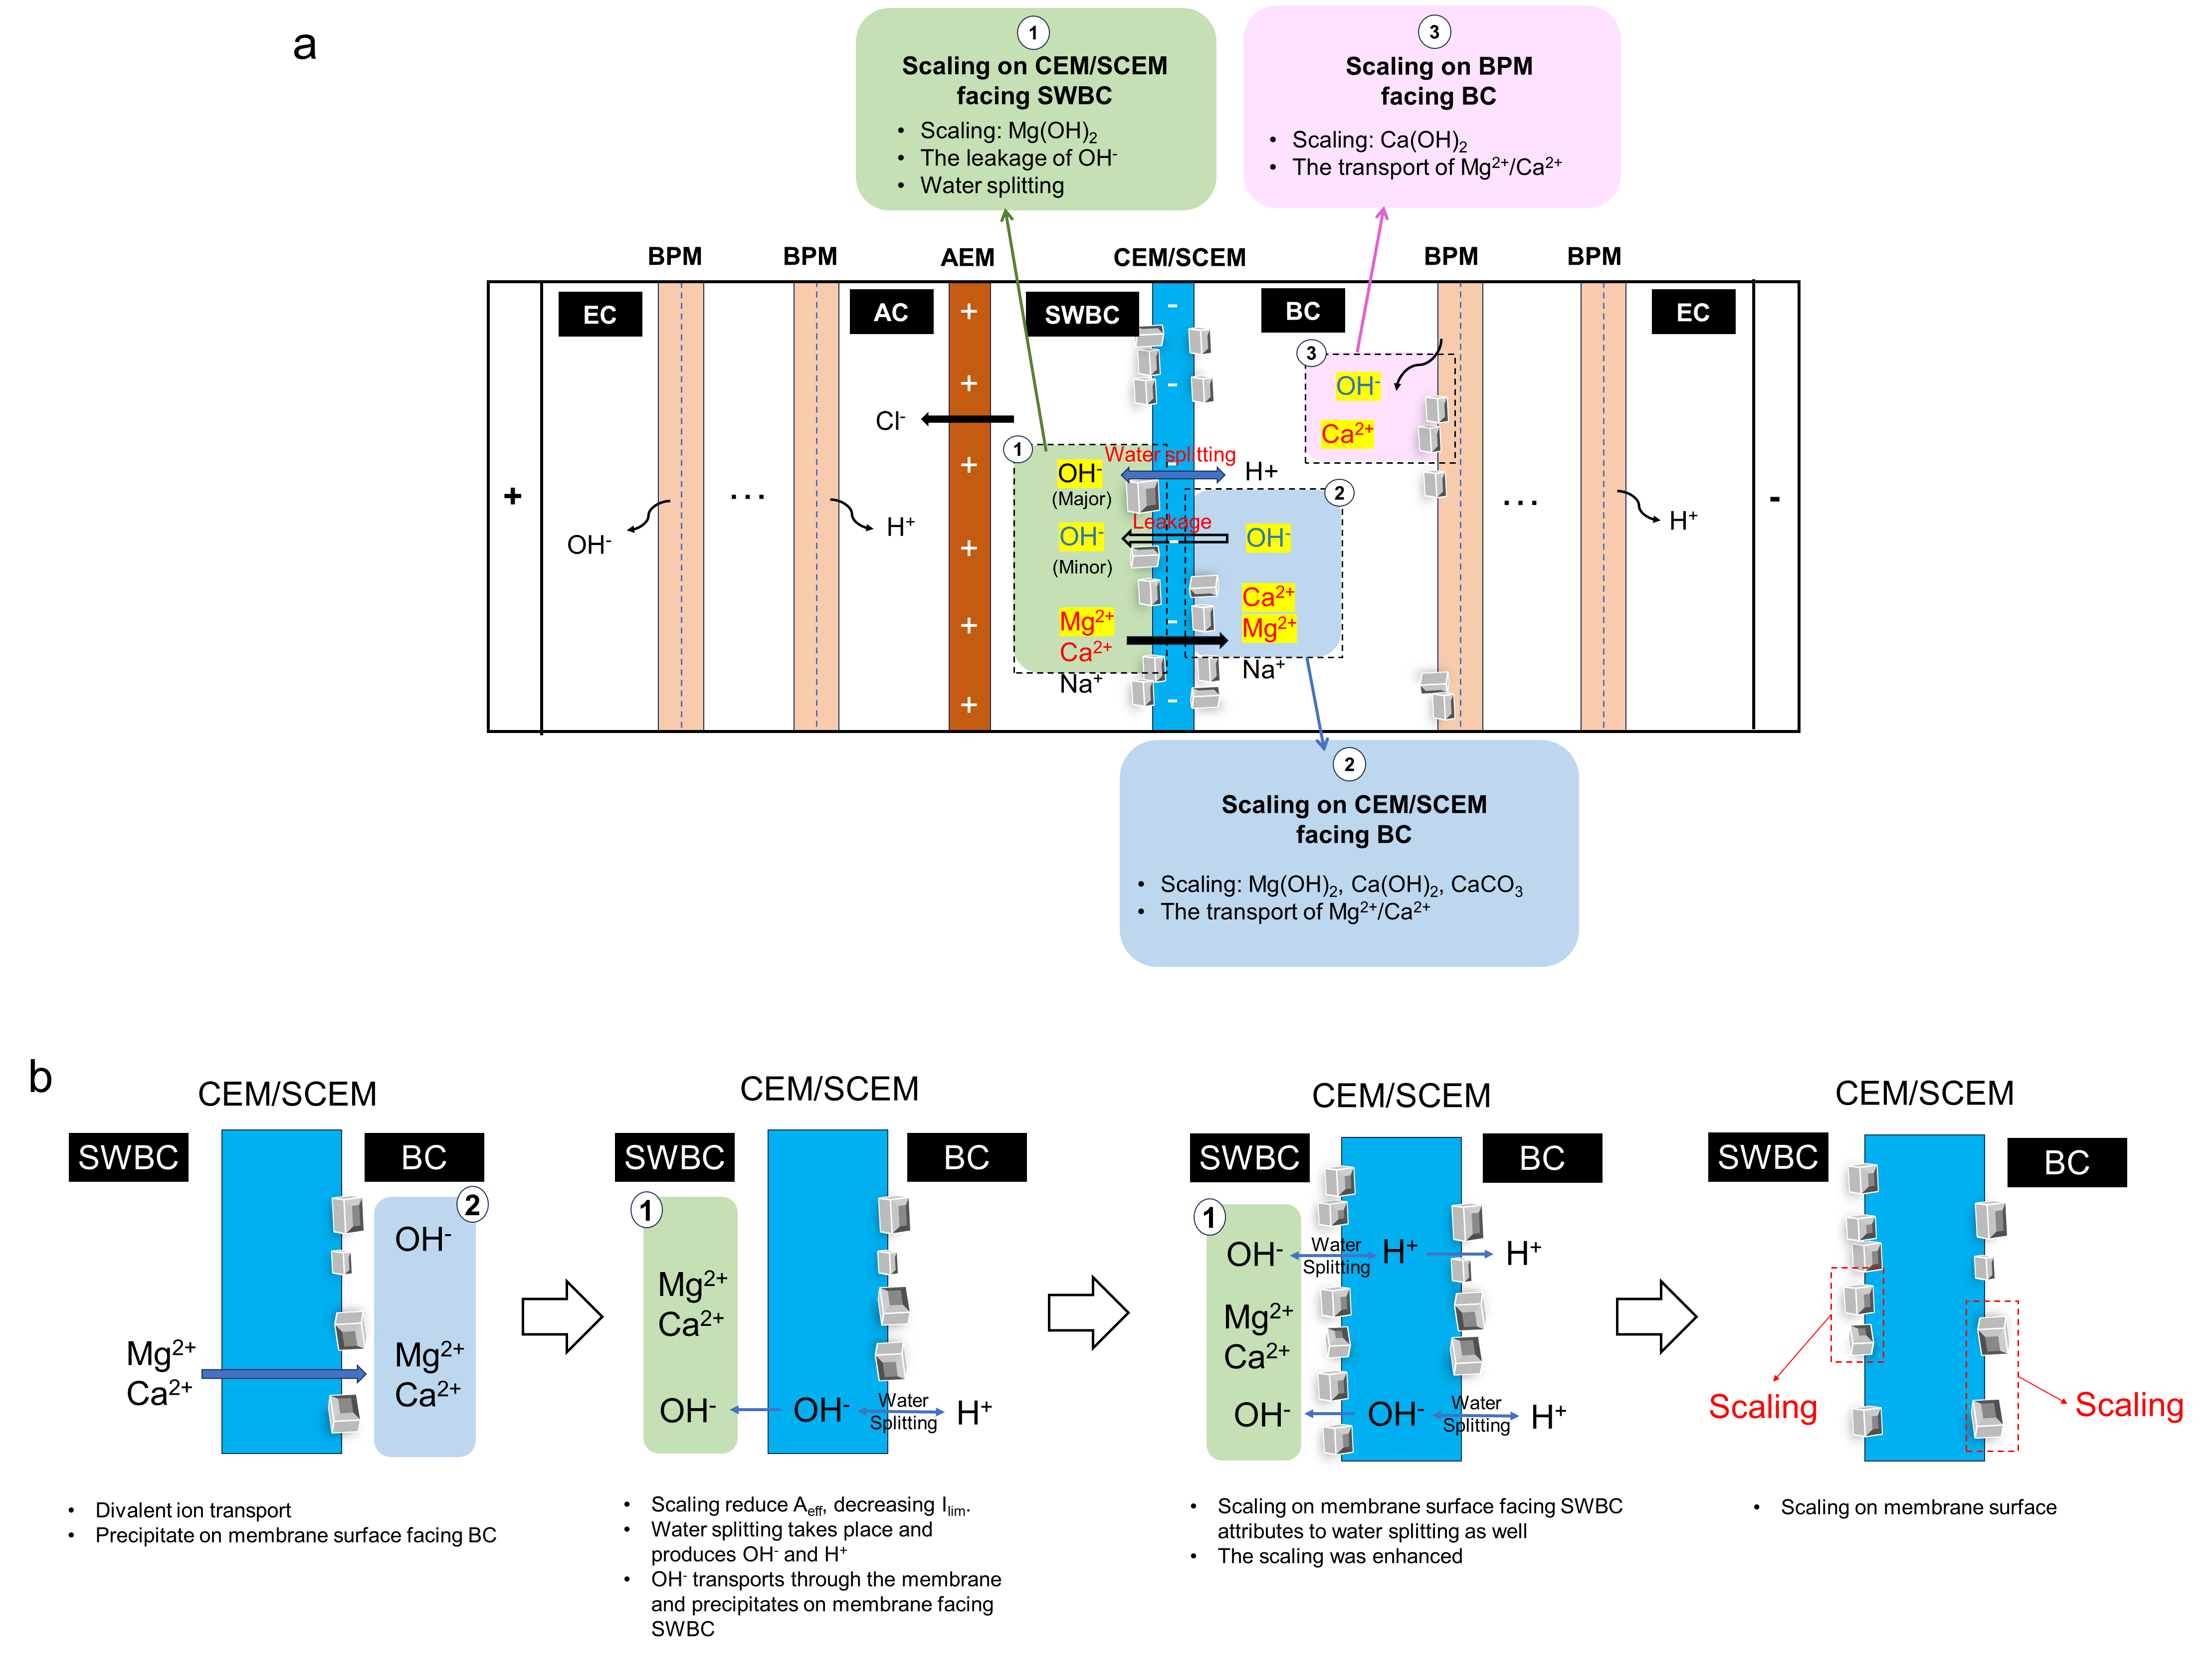 a
1
Scaling on CEM/SCEM
facing SWBC
• Scaling: Mg(OH)₂
• The leakage of OH⁻
• Water splitting
3
Scaling on BPM
facing BC
• Scaling: Ca(OH)₂
• The transport of Mg²⁺/Ca²⁺
BPM BPM AEM CEM/SCEM BPM BPM
EC AC SWBC BC EC
+ -
+ - 3 OH⁻
Cl⁻ Ca²⁺
1 + Water splitting -
OH⁻ H+
(Major) 2
+ ... ... -
OH⁻ H⁺ + Leakage H⁺
OH⁻ - OH⁻
(Minor)
Ca²⁺
+ Mg²⁺ - Mg²⁺
Ca²⁺
Na⁺ Na⁺
+ -
2
Scaling on CEM/SCEM
facing BC
• Scaling: Mg(OH)₂, Ca(OH)₂, CaCO₃
• The transport of Mg²⁺/Ca²⁺
b
CEM/SCEM
SWBC BC
2
OH⁻
Mg²⁺ Mg²⁺
Ca²⁺ Ca²⁺
• Divalent ion transport
• Precipitate on membrane surface facing BC
CEM/SCEM
SWBC BC
1
Mg²⁺
Ca²⁺
OH⁻ OH⁻ Water H⁺
Splitting
• Scaling reduce Aeff, decreasing Ilim.
• Water splitting takes place and
produces OH⁻ and H⁺
• OH⁻ transports through the membrane
and precipitates on membrane facing
SWBC
CEM/SCEM
SWBC BC
1
OH⁻ Water H⁺ H⁺
Splitting
Mg²⁺
Ca²⁺
OH⁻ OH⁻ Water H⁺
Splitting
• Scaling on membrane surface facing SWBC
attributes to water splitting as well
• The scaling was enhanced
CEM/SCEM
SWBC BC
Scaling Scaling
• Scaling on membrane surface